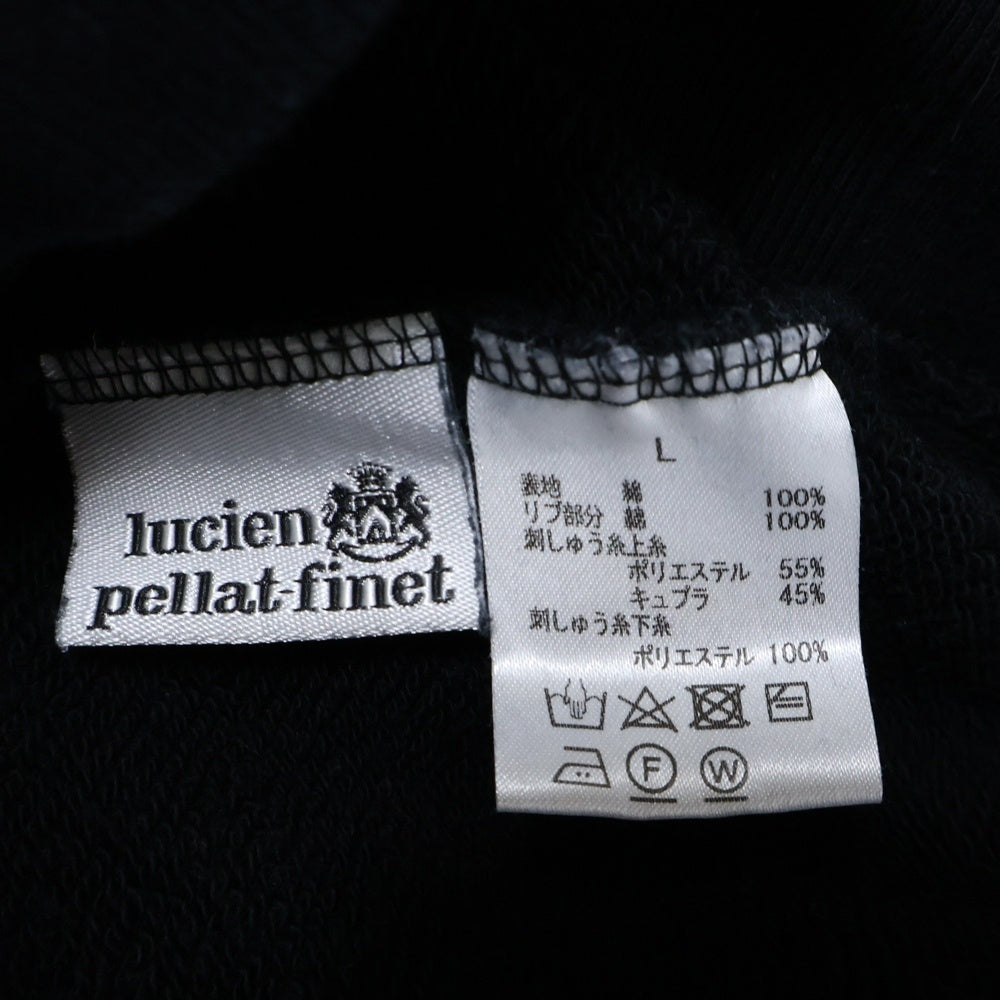 lucien
pellat-finet
L
表地 綿 100%
リブ部分 綿 100%
刺しゅう糸上糸
ポリエステル 55%
キュプラ 45%
刺しゅう糸下糸
ポリエステル 100%
F W